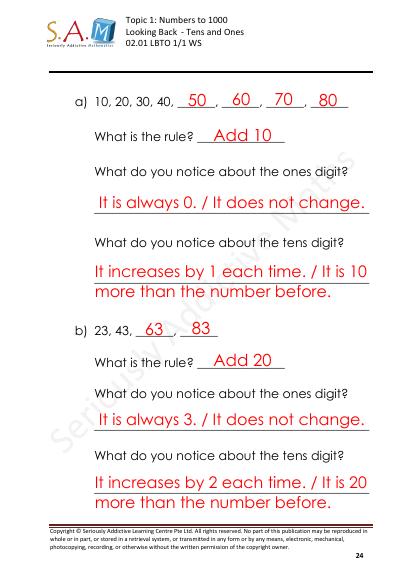 S.A.M
Seriously Addictive Mathematics
Topic 1: Numbers to 1000
Looking Back - Tens and Ones
02.01 LBTO 1/1 WS
a) 10, 20, 30, 40, 50, 60, 70, 80
What is the rule? Add 10
What do you notice about the ones digit?
It is always 0. / It does not change.
What do you notice about the tens digit?
It increases by 1 each time. / It is 10
more than the number before.
b) 23, 43, 63, 83
What is the rule? Add 20
What do you notice about the ones digit?
It is always 3. / It does not change.
What do you notice about the tens digit?
It increases by 2 each time. / It is 20
more than the number before.
Seriously Addictive Maths
Copyright © Seriously Addictive Learning Centre Pte Ltd. All rights reserved. No part of this publication may be reproduced in
whole or in part, or stored in a retrieval system, or transmitted in any form or by any means, electronic, mechanical,
photocopying, recording, or otherwise without the written permission of the copyright owner.
24